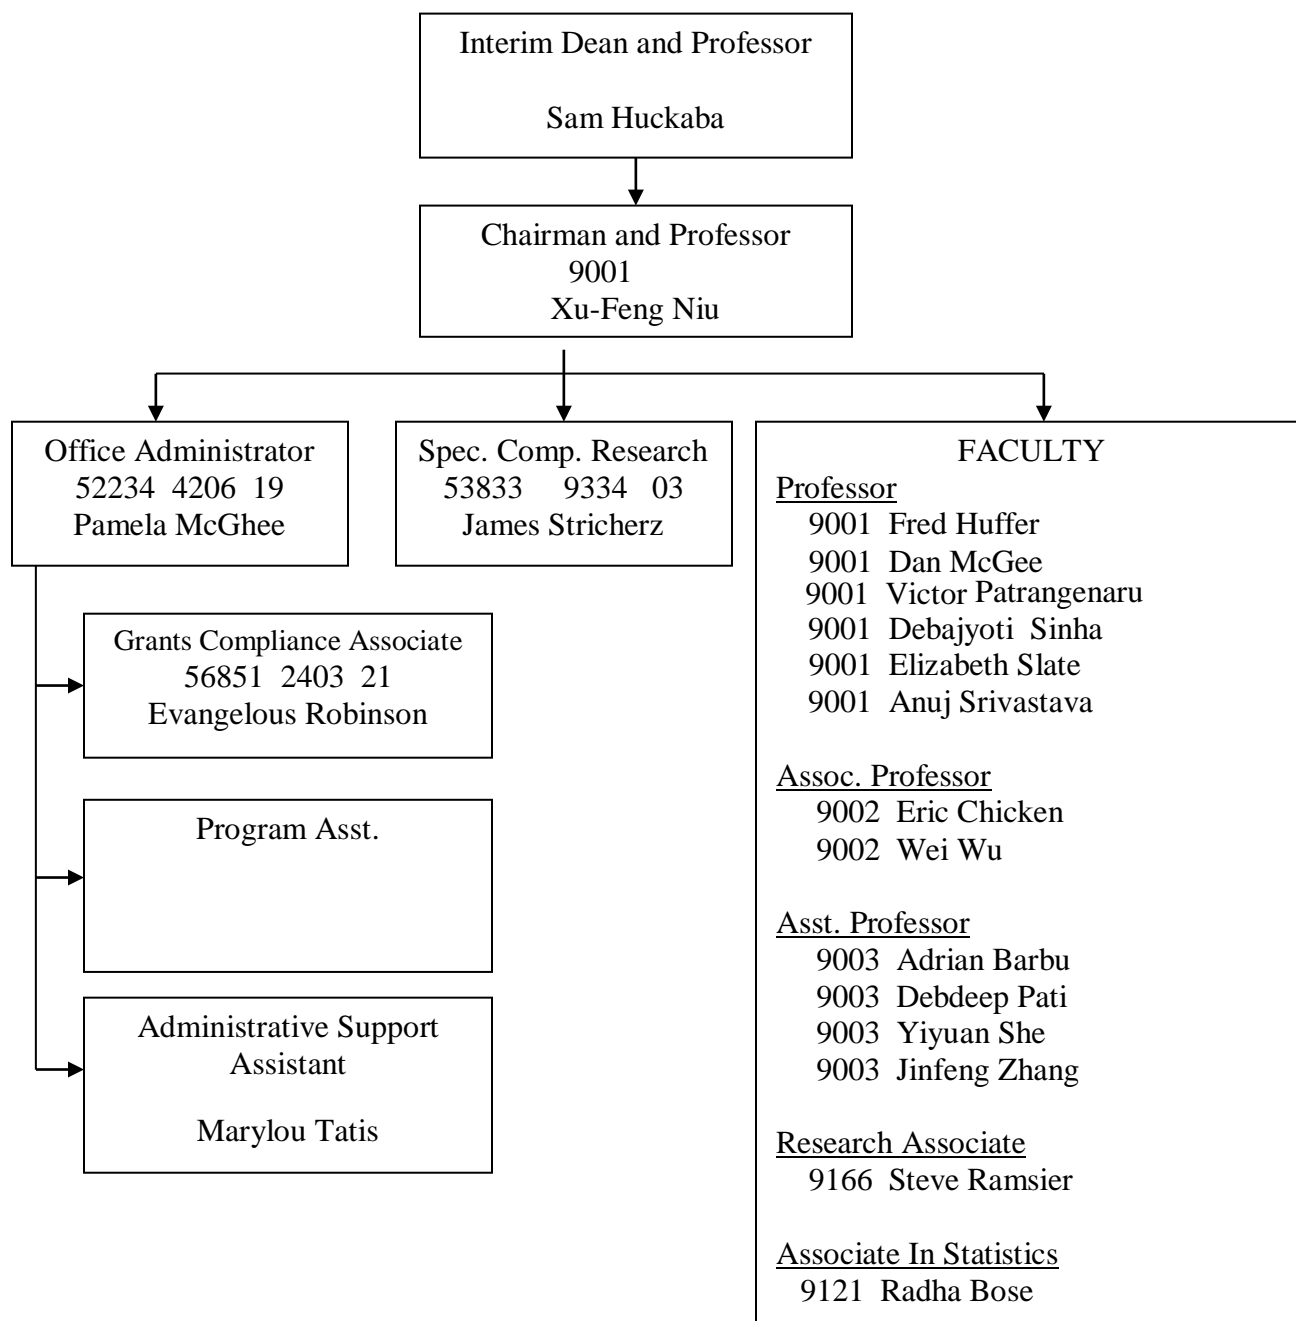 Interim Dean and Professor
Sam Huckaba
Chairman and Professor
9001
Xu-Feng Niu
Office Administrator
52234 4206 19
Pamela McGhee
Spec. Comp. Research
53833 9334 03
James Stricherz
Grants Compliance Associate
56851 2403 21
Evangelous Robinson
Program Asst.
Administrative Support
Assistant
Marylou Tatis
FACULTY
Professor
9001 Fred Huffer
9001 Dan McGee
9001 Victor Patrangenaru
9001 Debajyoti Sinha
9001 Elizabeth Slate
9001 Anuj Srivastava
Assoc. Professor
9002 Eric Chicken
9002 Wei Wu
Asst. Professor
9003 Adrian Barbu
9003 Debdeep Pati
9003 Yiyuan She
9003 Jinfeng Zhang
Research Associate
9166 Steve Ramsier
Associate In Statistics
9121 Radha Bose